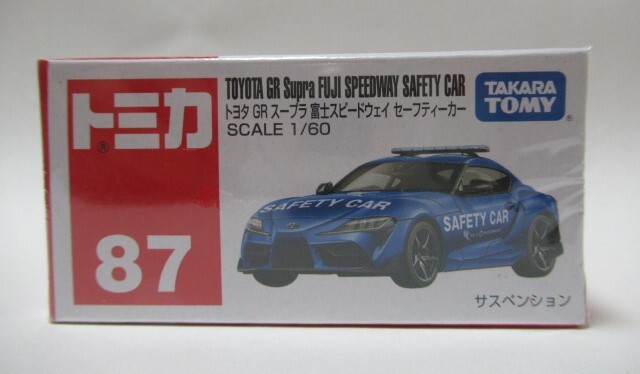 トミカ
®
87
TOYOTA GR Supra FUJI SPEEDWAY SAFETY CAR
トヨタ GR スープラ 富士スピードウェイ セーフティーカー
SCALE 1/60
TAKARA
TOMY
SAFETY CAR
SAFETY CAR
サスペンション